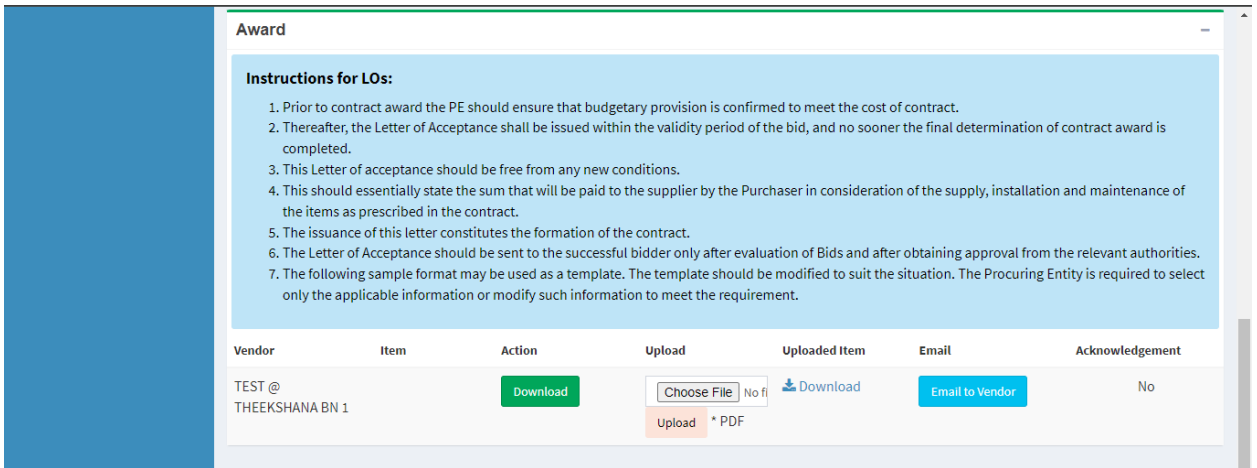 Award
Instructions for LOs:
1. Prior to contract award the PE should ensure that budgetary provision is confirmed to meet the cost of contract.
2. Thereafter, the Letter of Acceptance shall be issued within the validity period of the bid, and no sooner the final determination of contract award is
completed.
3. This Letter of acceptance should be free from any new conditions.
4. This should essentially state the sum that will be paid to the supplier by the Purchaser in consideration of the supply, installation and maintenance of
the items as prescribed in the contract.
5. The issuance of this letter constitutes the formation of the contract.
6. The Letter of Acceptance should be sent to the successful bidder only after evaluation of Bids and after obtaining approval from the relevant authorities.
7. The following sample format may be used as a template. The template should be modified to suit the situation. The Procuring Entity is required to select
only the applicable information or modify such information to meet the requirement.
Vendor Item Action Upload Uploaded Item Email Acknowledgement
TEST @ Download Choose File No fi Download Email to Vendor No
THEEKSHANA BN 1
Upload * PDF